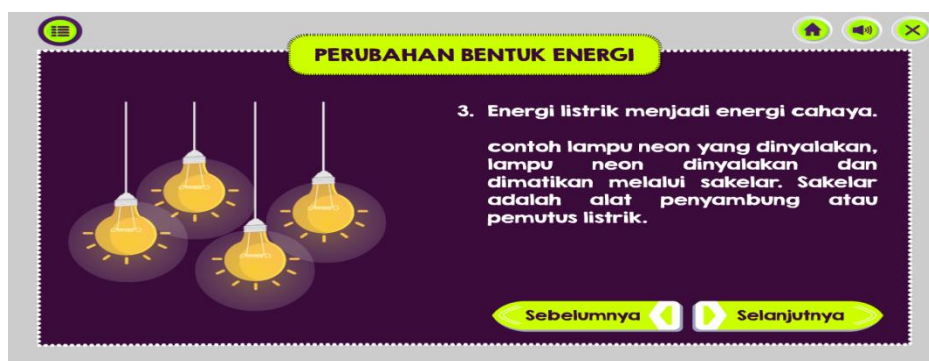 PERUBAHAN BENTUK ENERGI
3. Energi listrik menjadi energi cahaya.
contoh lampu neon yang dinyalakan,
lampu neon dinyalakan dan
dimatikan melalui sakelar. Sakelar
adalah alat penyambung atau
pemutus listrik.
Sebelumnya
Selanjutnya